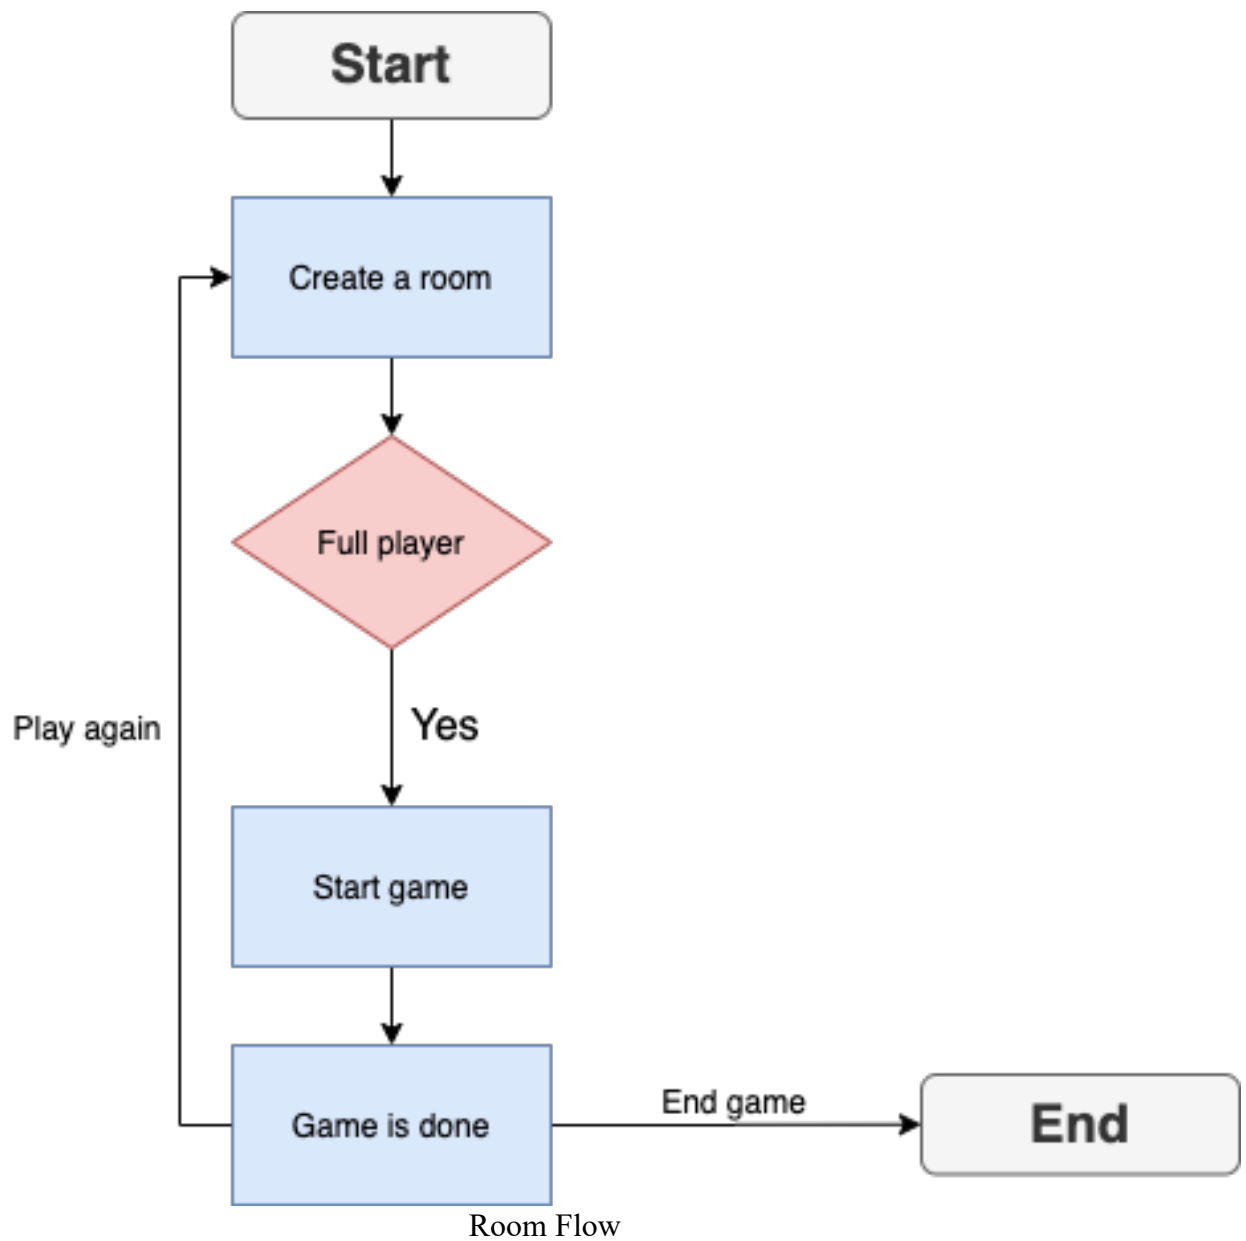 Start
Create a room
Full player
Yes
Play again
Start game
Game is done
End game
End
Room Flow